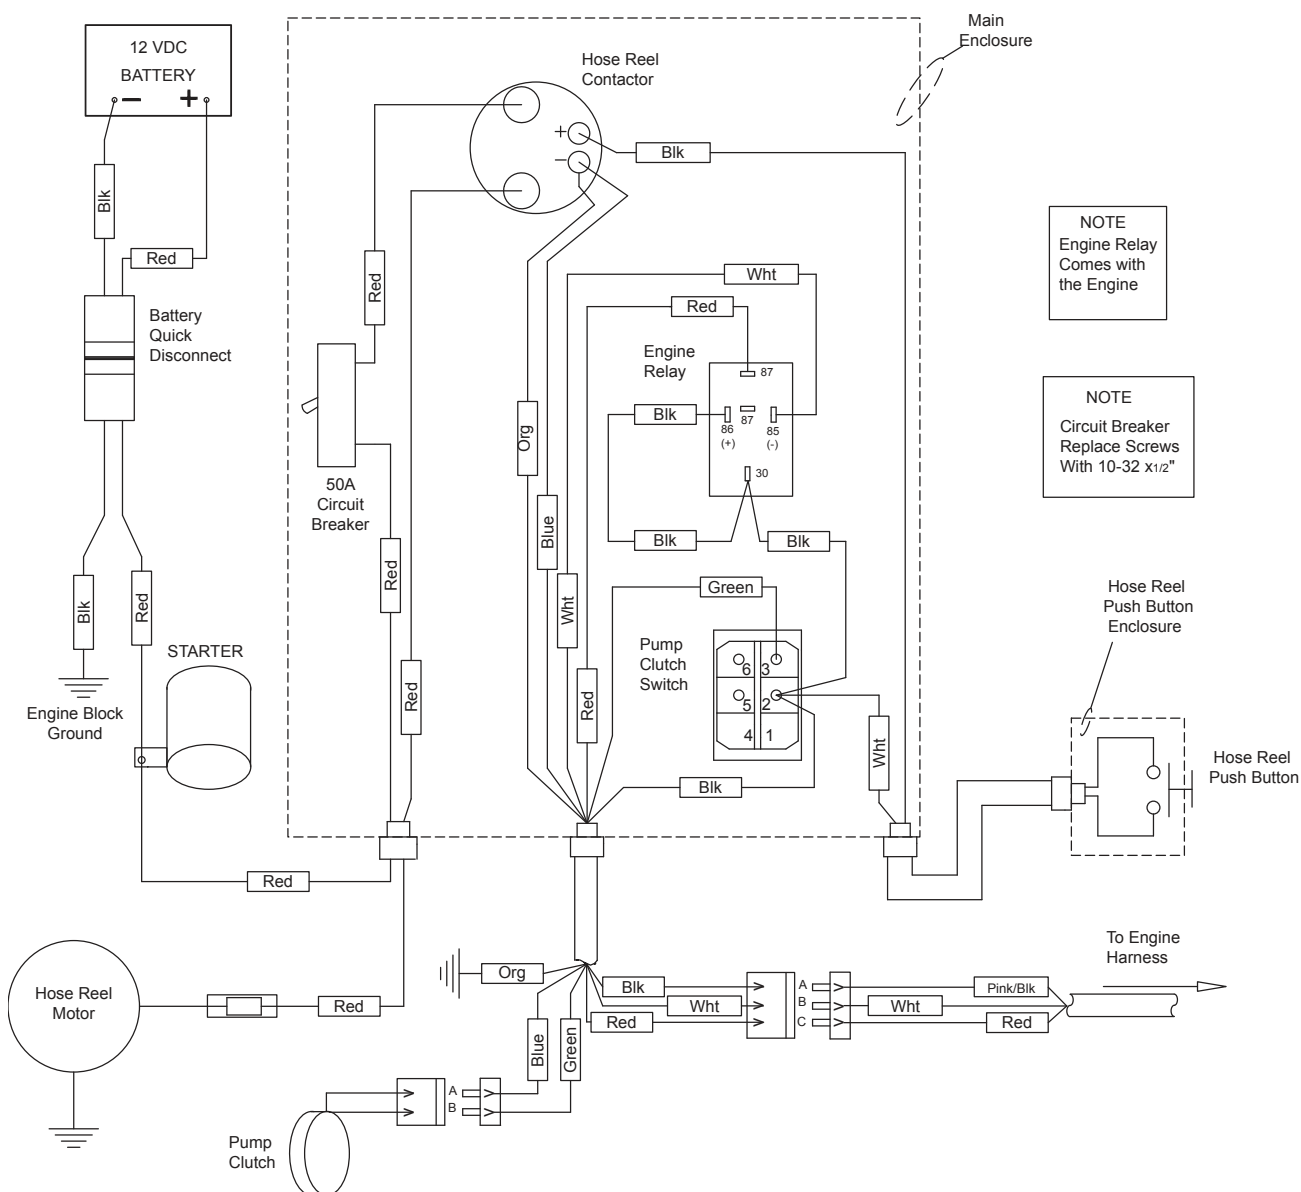 Main
Enclosure
12 VDC
BATTERY
− +
Hose Reel
Contactor
+
−
Blk
Blk
Red
Red
Wht
Red
NOTE
Engine Relay
Comes with
the Engine
Battery
Quick
Disconnect
Engine
Relay
87
87
86
(+)
85
(-)
30
Blk
Org
NOTE
Circuit Breaker
Replace Screws
With 10-32 x1/2"
50A
Circuit
Breaker
Blue
Blk
Blk
Red
Wht
Green
Blk
Red
Hose Reel
Push Button
Enclosure
STARTER
Pump
Clutch
Switch
6 3
5 2
4 1
Red
Red
Wht
Engine Block
Ground
Hose Reel
Push Button
Blk
Red
To Engine
Harness
Org
Blk
Wht
Red
A
B
C
Pink/Blk
Wht
Red
Hose Reel
Motor
Red
Blue
Green
A
B
Pump
Clutch